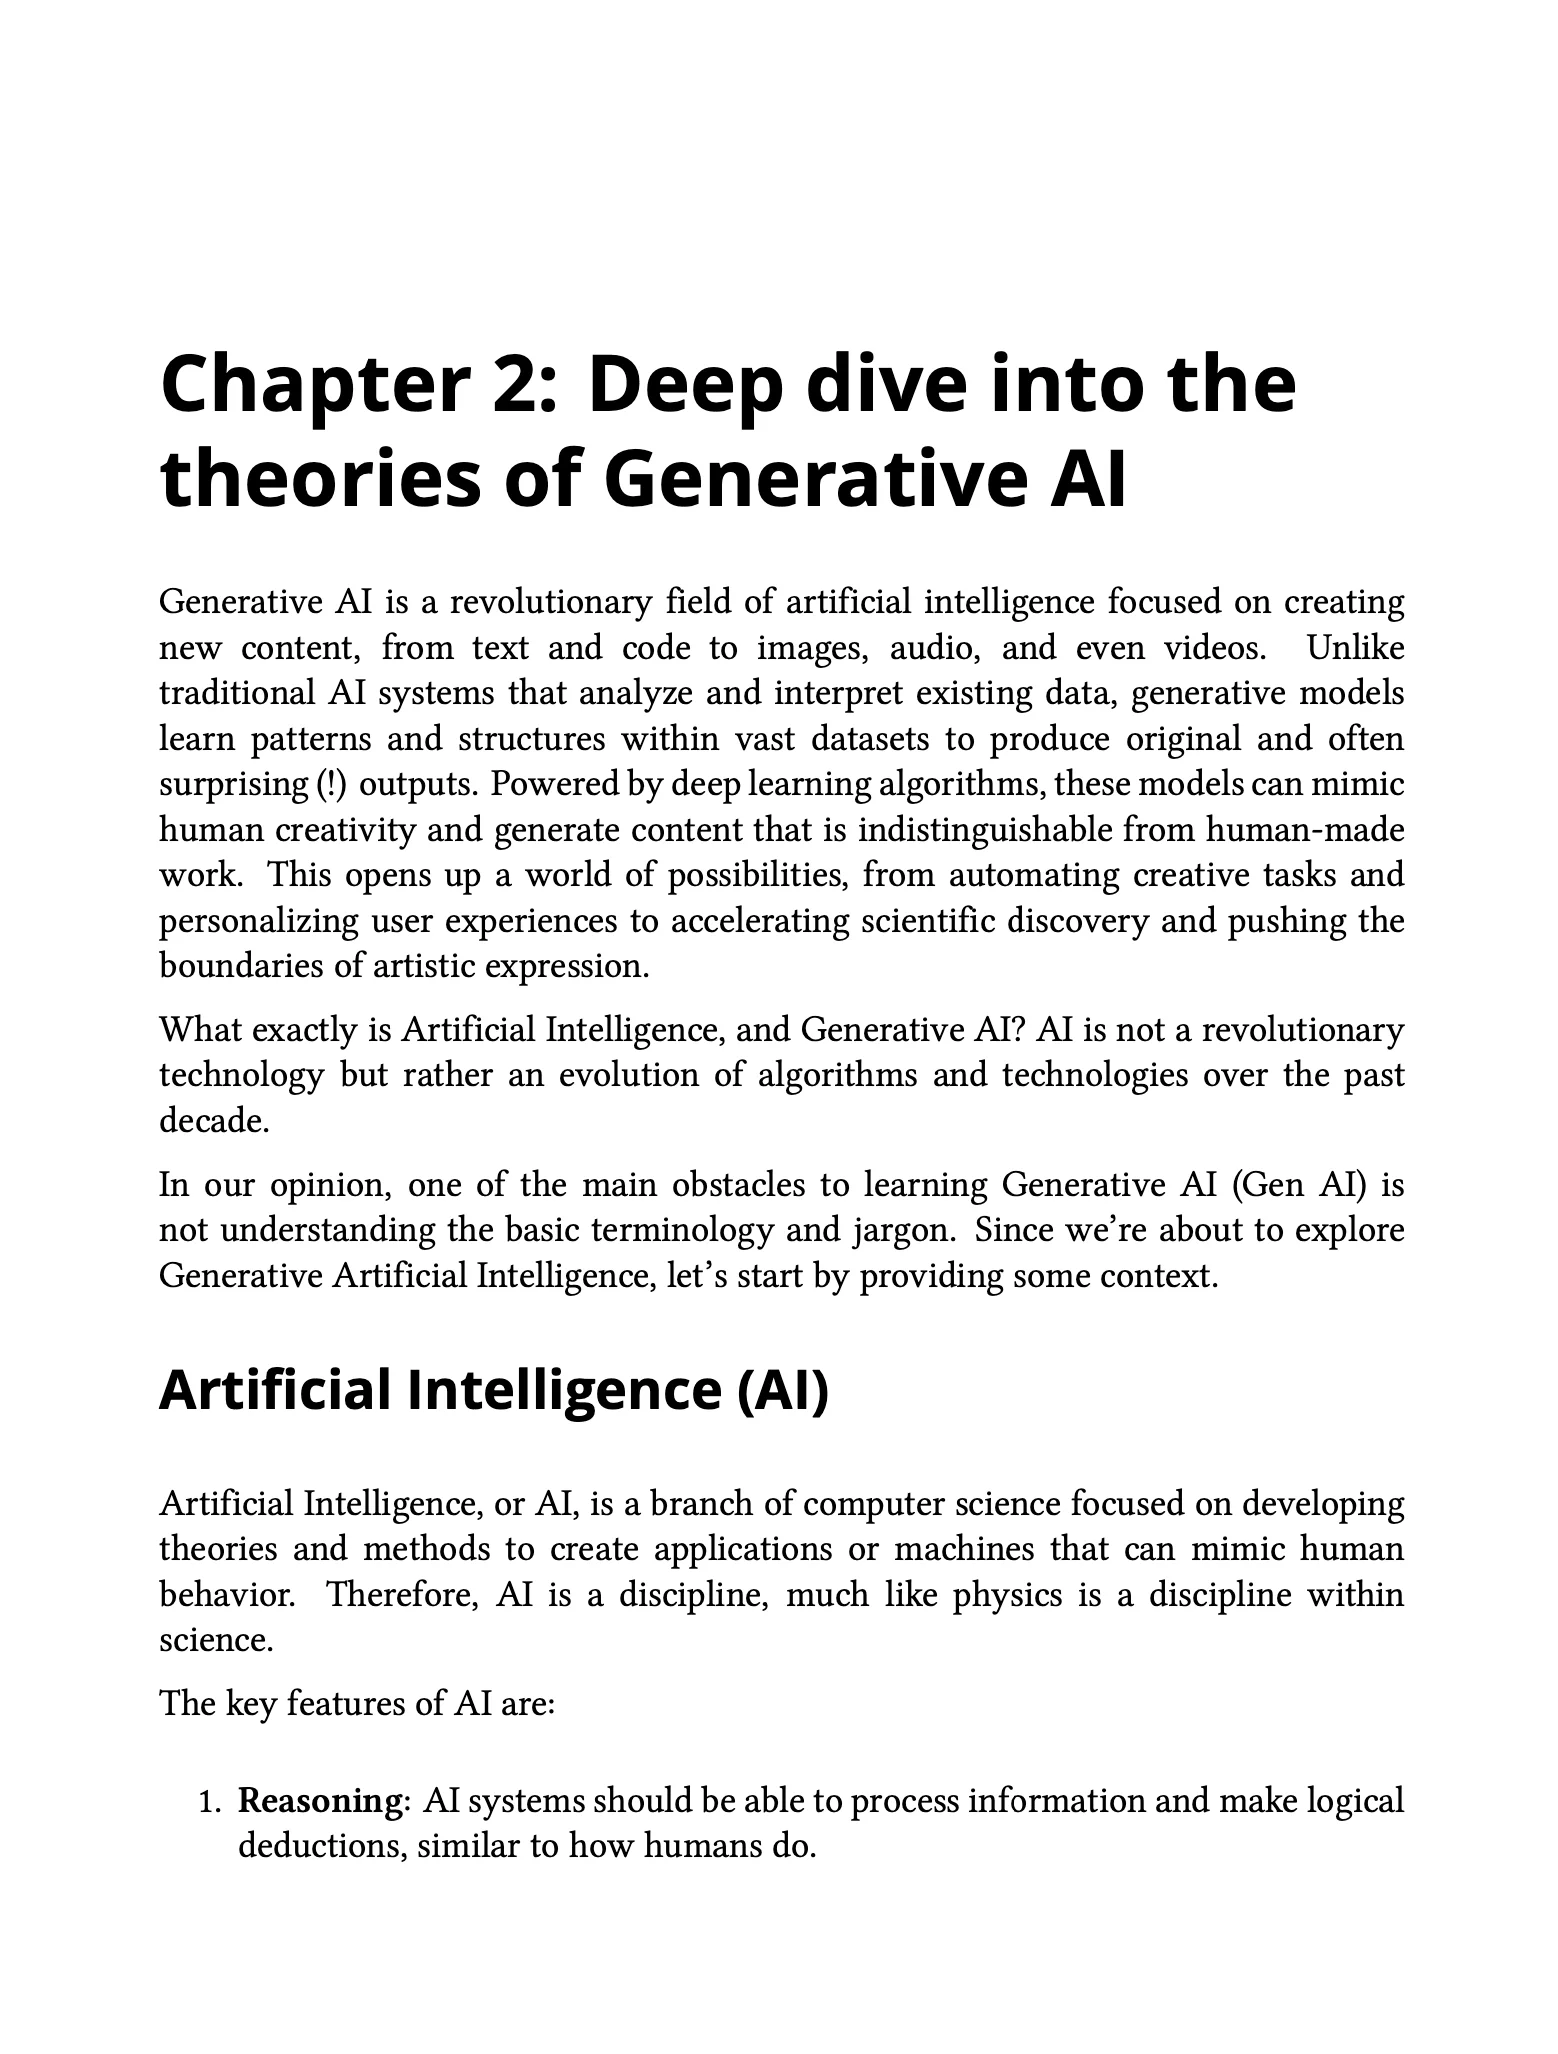 Chapter 2: Deep dive into the
theories of Generative AI
Generative AI is a revolutionary field of artificial intelligence focused on creating
new content, from text and code to images, audio, and even videos. Unlike
traditional AI systems that analyze and interpret existing data, generative models
learn patterns and structures within vast datasets to produce original and often
surprising (!) outputs. Powered by deep learning algorithms, these models can mimic
human creativity and generate content that is indistinguishable from human-made
work. This opens up a world of possibilities, from automating creative tasks and
personalizing user experiences to accelerating scientific discovery and pushing the
boundaries of artistic expression.
What exactly is Artificial Intelligence, and Generative AI? AI is not a revolutionary
technology but rather an evolution of algorithms and technologies over the past
decade.
In our opinion, one of the main obstacles to learning Generative AI (Gen AI) is
not understanding the basic terminology and jargon. Since we’re about to explore
Generative Artificial Intelligence, let’s start by providing some context.
Artificial Intelligence (AI)
Artificial Intelligence, or AI, is a branch of computer science focused on developing
theories and methods to create applications or machines that can mimic human
behavior. Therefore, AI is a discipline, much like physics is a discipline within
science.
The key features of AI are:
1. Reasoning: AI systems should be able to process information and make logical
deductions, similar to how humans do.